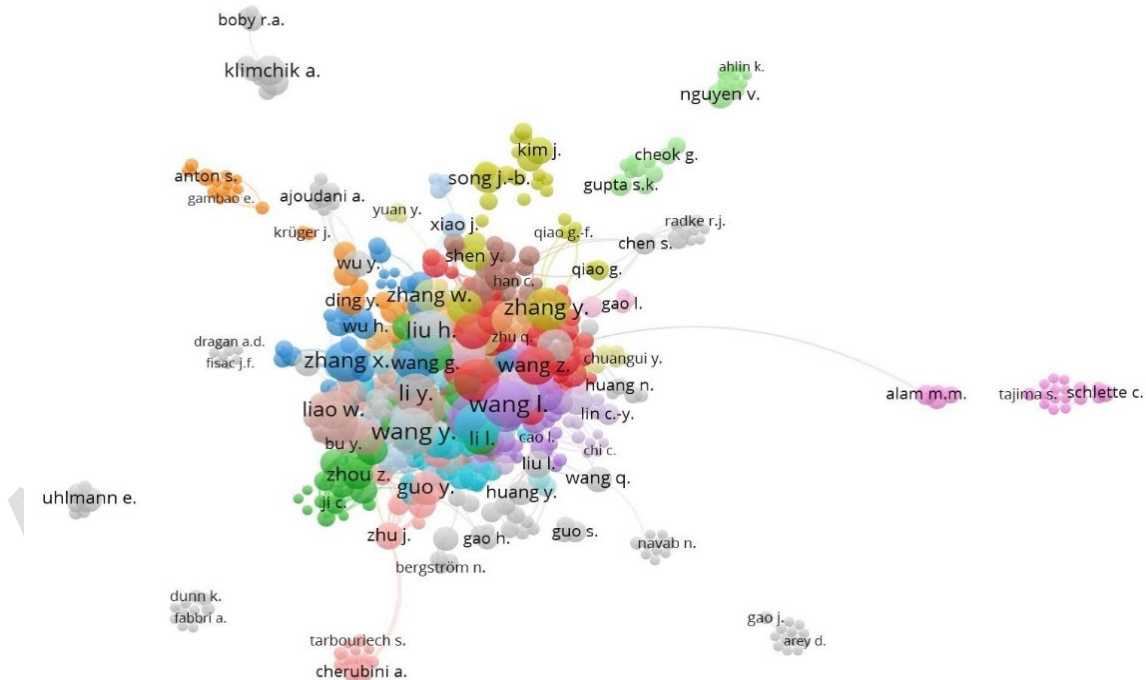 boby r.a.
klimchik a.
ahlin k.
nguyen v.
kim j.
cheok g.
song j.-b.
anton s.
gupta s.k.
gambao e.
ajoudani a.
yuan y.
xiao j.
qiao g.-f.
radke r.j.
krüger j.
chen s.
shen y.
wu y.
qiao g.
han c.
zhang w.
ding y.
zhang y.
gao l.
wu h.
liu h.
zhu q.
dragan a.d.
fisac j.f.
zhang x.
wang g.
wang z.
chuangui y.
huang n.
li y.
alam m.m.
tajima s.
schlette c.
wang l.
liao w.
lin c.-y.
wang y.
li l.
cao l.
bu y.
chi c.
liu l.
zhou z.
wang q.
guo y.
huang y.
uhlmann e.
ji c.
zhu j.
gao h.
guo s.
navab n.
bergström n.
dunn k.
fabbri a.
gao j.
tarbouriech s.
arey d.
cherubini a.